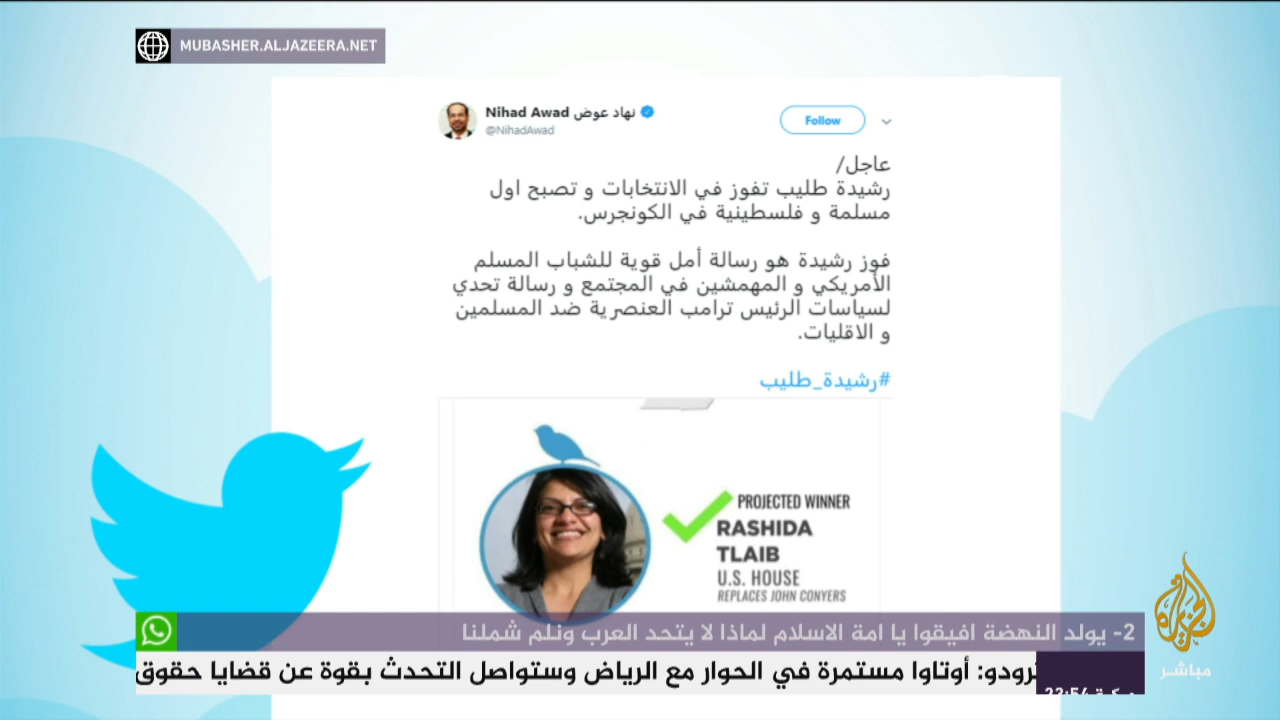 MUBASHER.ALJAZEERA.NET
Nihad Awad نهاد عوض
@NihadAwad
Follow
عاجل/
رشيدة طليب تفوز في الانتخابات و تصبح اول
مسلمة و فلسطينية في الكونجرس.
فوز رشيدة هو رسالة أمل قوية للشباب المسلم
الأمريكي و المهمشين في المجتمع و رسالة تحدي
لسياسات الرئيس ترامب العنصرية ضد المسلمين
و الاقليات.
#رشيدة_طليب
PROJECTED WINNER
RASHIDA
TLAIB
U.S. HOUSE
REPLACES JOHN CONYERS
2- يولد النهضة افيقوا يا امة الاسلام لماذا لا يتحد العرب ونلم شملنا
ترودو: أوتاوا مستمرة في الحوار مع الرياض وستواصل التحدث بقوة عن قضايا حقوق
الجزيرة
مباشر